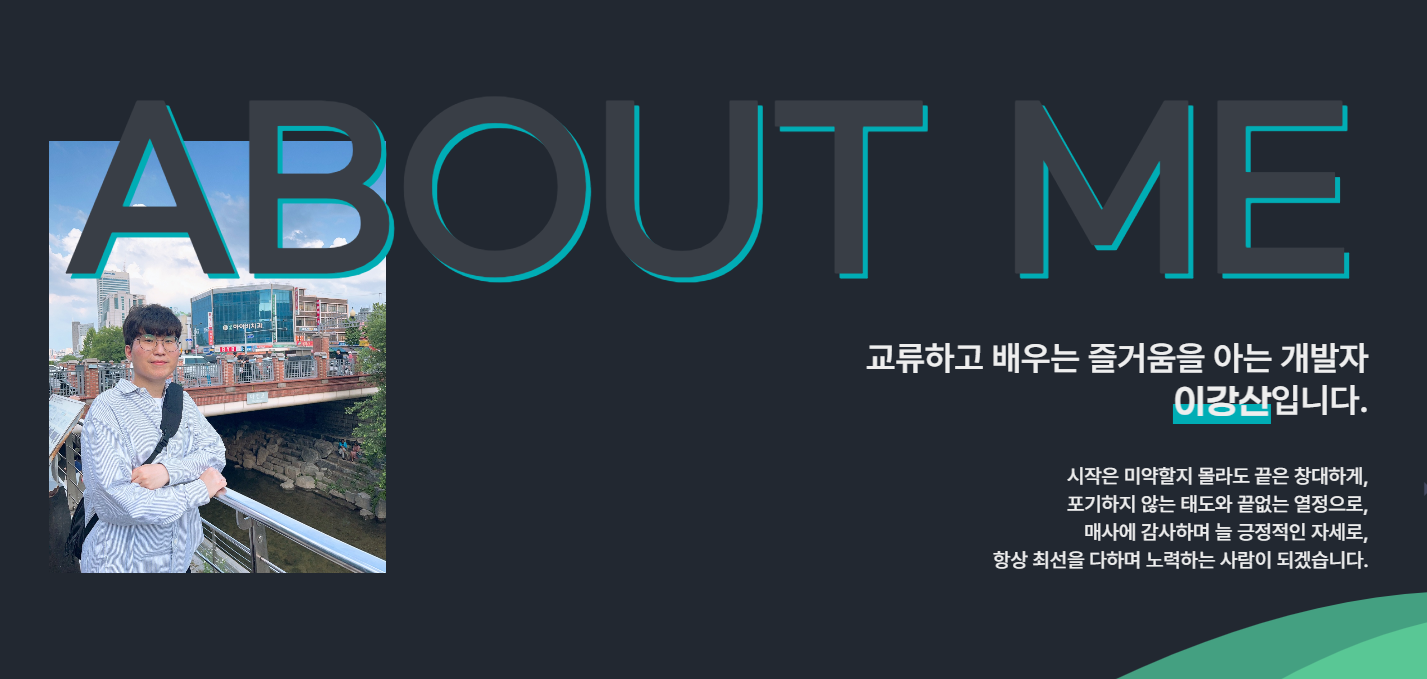 ABOUT ME
교류하고 배우는 즐거움을 아는 개발자
이강산입니다.
시작은 미약할지 몰라도 끝은 창대하게,
포기하지 않는 태도와 끝없는 열정으로,
매사에 감사하며 늘 긍정적인 자세로,
항상 최선을 다하며 노력하는 사람이 되겠습니다.